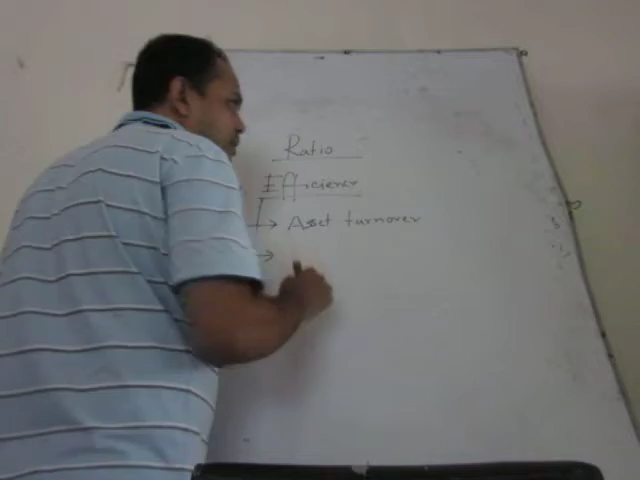 Ratio
Efficiency
→ Asset turnover
→